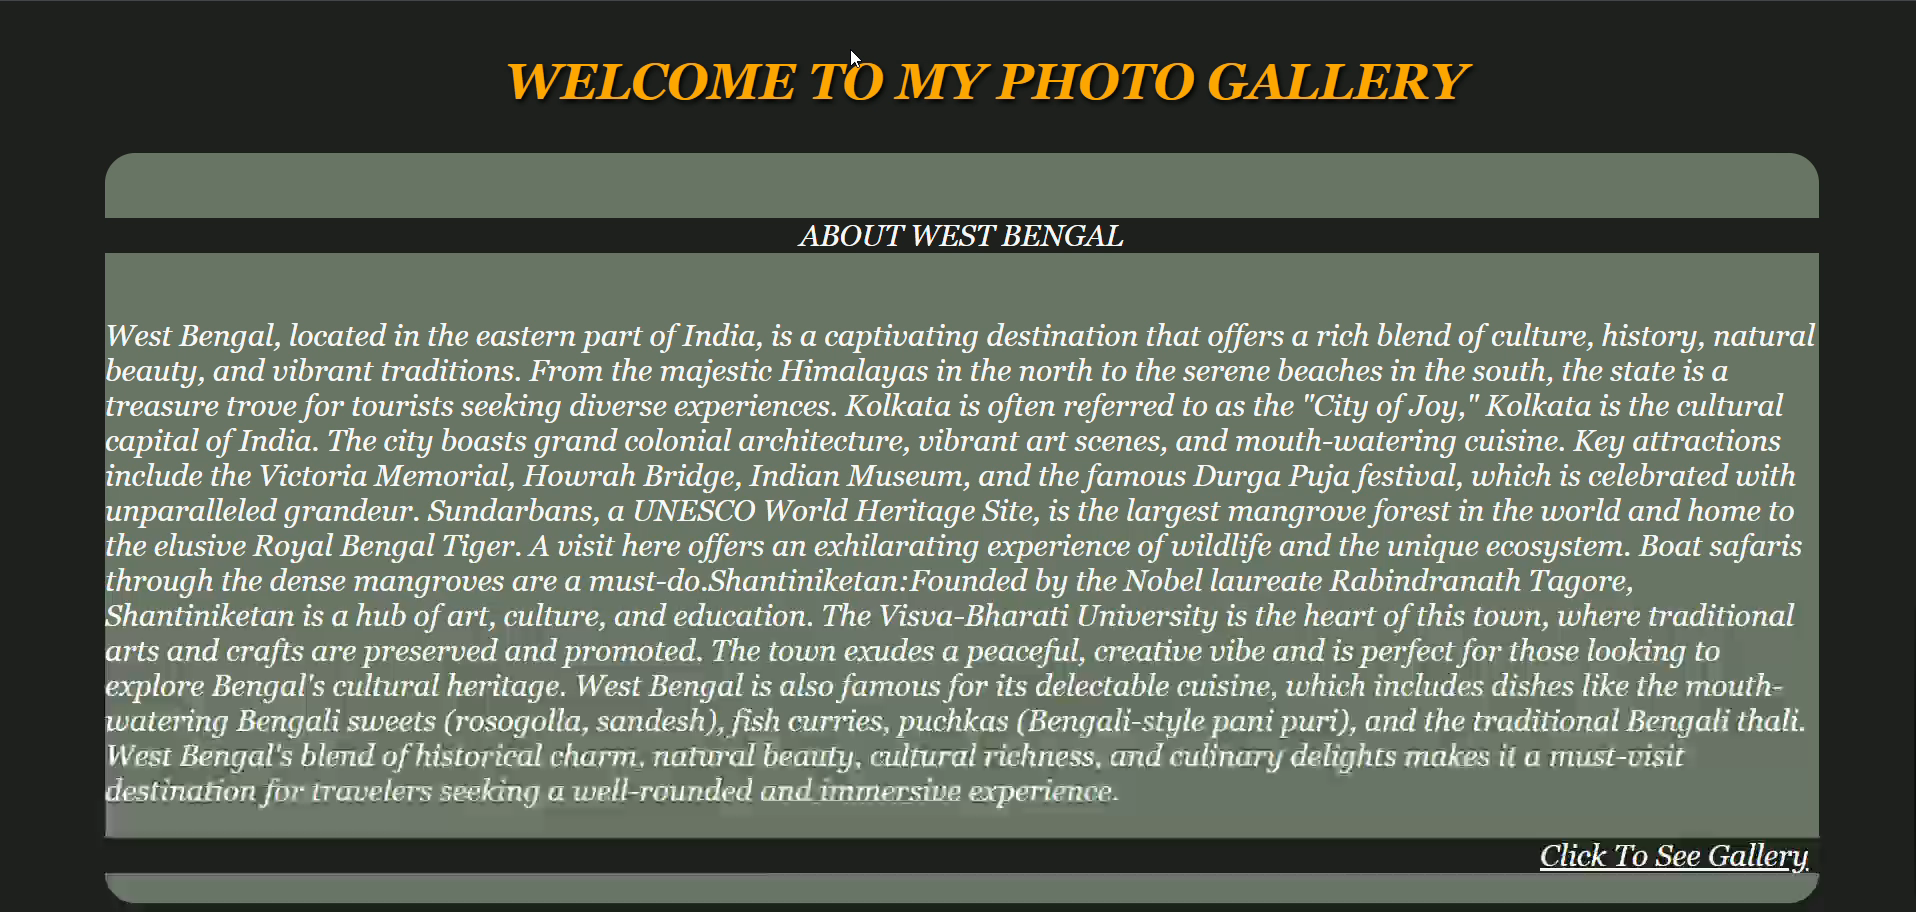 WELCOME TO MY PHOTO GALLERY
ABOUT WEST BENGAL
West Bengal, located in the eastern part of India, is a captivating destination that offers a rich blend of culture, history, natural
beauty, and vibrant traditions. From the majestic Himalayas in the north to the serene beaches in the south, the state is a
treasure trove for tourists seeking diverse experiences. Kolkata is often referred to as the "City of Joy," Kolkata is the cultural
capital of India. The city boasts grand colonial architecture, vibrant art scenes, and mouth-watering cuisine. Key attractions
include the Victoria Memorial, Howrah Bridge, Indian Museum, and the famous Durga Puja festival, which is celebrated with
unparalleled grandeur. Sundarbans, a UNESCO World Heritage Site, is the largest mangrove forest in the world and home to
the elusive Royal Bengal Tiger. A visit here offers an exhilarating experience of wildlife and the unique ecosystem. Boat safaris
through the dense mangroves are a must-do.Shantiniketan:Founded by the Nobel laureate Rabindranath Tagore,
Shantiniketan is a hub of art, culture, and education. The Visva-Bharati University is the heart of this town, where traditional
arts and crafts are preserved and promoted. The town exudes a peaceful, creative vibe and is perfect for those looking to
explore Bengal's cultural heritage. West Bengal is also famous for its delectable cuisine, which includes dishes like the mouth-
watering Bengali sweets (rosogolla, sandesh), fish curries, puchkas (Bengali-style pani puri), and the traditional Bengali thali.
West Bengal's blend of historical charm, natural beauty, cultural richness, and culinary delights makes it a must-visit
destination for travelers seeking a well-rounded and immersive experience.
Click To See Gallery